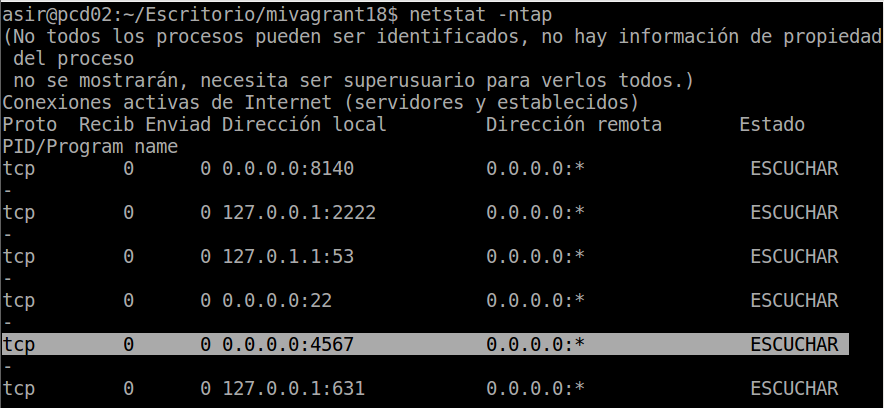 asir@pcd02:~/Escritorio/mivagrant18$ netstat -ntap
(No todos los procesos pueden ser identificados, no hay información de propiedad
 del proceso
 no se mostrarán, necesita ser superusuario para verlos todos.)
Conexiones activas de Internet (servidores y establecidos)
Proto  Recib Enviad Dirección local         Dirección remota       Estado
PID/Program name
tcp        0      0 0.0.0.0:8140            0.0.0.0:*               ESCUCHAR
-
tcp        0      0 127.0.0.1:2222          0.0.0.0:*               ESCUCHAR
-
tcp        0      0 127.0.1.1:53            0.0.0.0:*               ESCUCHAR
-
tcp        0      0 0.0.0.0:22              0.0.0.0:*               ESCUCHAR
-
tcp        0      0 0.0.0.0:4567            0.0.0.0:*               ESCUCHAR
-
tcp        0      0 127.0.0.1:631           0.0.0.0:*               ESCUCHAR